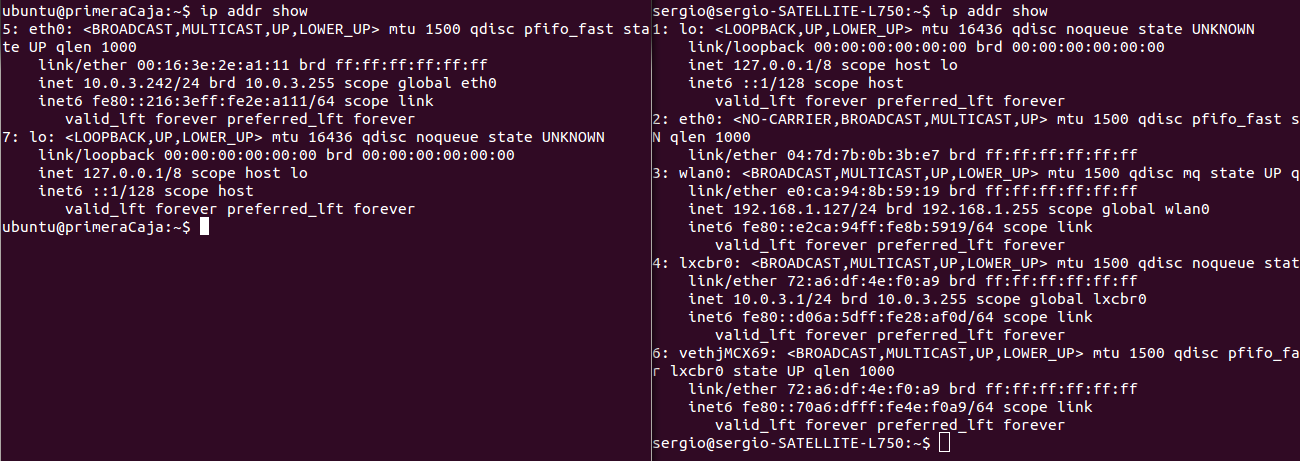 ubuntu@primeraCaja:~$ ip addr show
5: eth0: <BROADCAST,MULTICAST,UP,LOWER_UP> mtu 1500 qdisc pfifo_fast sta
te UP qlen 1000
    link/ether 00:16:3e:2e:a1:11 brd ff:ff:ff:ff:ff:ff
    inet 10.0.3.242/24 brd 10.0.3.255 scope global eth0
    inet6 fe80::216:3eff:fe2e:a111/64 scope link
       valid_lft forever preferred_lft forever
7: lo: <LOOPBACK,UP,LOWER_UP> mtu 16436 qdisc noqueue state UNKNOWN
    link/loopback 00:00:00:00:00:00 brd 00:00:00:00:00:00
    inet 127.0.0.1/8 scope host lo
    inet6 ::1/128 scope host
       valid_lft forever preferred_lft forever
ubuntu@primeraCaja:~$
sergio@sergio-SATELLITE-L750:~$ ip addr show
1: lo: <LOOPBACK,UP,LOWER_UP> mtu 16436 qdisc noqueue state UNKNOWN
    link/loopback 00:00:00:00:00:00 brd 00:00:00:00:00:00
    inet 127.0.0.1/8 scope host lo
    inet6 ::1/128 scope host
       valid_lft forever preferred_lft forever
2: eth0: <NO-CARRIER,BROADCAST,MULTICAST,UP> mtu 1500 qdisc pfifo_fast s
N qlen 1000
    link/ether 04:7d:7b:0b:3b:e7 brd ff:ff:ff:ff:ff:ff
3: wlan0: <BROADCAST,MULTICAST,UP,LOWER_UP> mtu 1500 qdisc mq state UP q
    link/ether e0:ca:94:8b:59:19 brd ff:ff:ff:ff:ff:ff
    inet 192.168.1.127/24 brd 192.168.1.255 scope global wlan0
    inet6 fe80::e2ca:94ff:fe8b:5919/64 scope link
       valid_lft forever preferred_lft forever
4: lxcbr0: <BROADCAST,MULTICAST,UP,LOWER_UP> mtu 1500 qdisc noqueue stat
    link/ether 72:a6:df:4e:f0:a9 brd ff:ff:ff:ff:ff:ff
    inet 10.0.3.1/24 brd 10.0.3.255 scope global lxcbr0
    inet6 fe80::d06a:5dff:fe28:af0d/64 scope link
       valid_lft forever preferred_lft forever
6: vethjMCX69: <BROADCAST,MULTICAST,UP,LOWER_UP> mtu 1500 qdisc pfifo_fa
r lxcbr0 state UP qlen 1000
    link/ether 72:a6:df:4e:f0:a9 brd ff:ff:ff:ff:ff:ff
    inet6 fe80::70a6:dfff:fe4e:f0a9/64 scope link
       valid_lft forever preferred_lft forever
sergio@sergio-SATELLITE-L750:~$